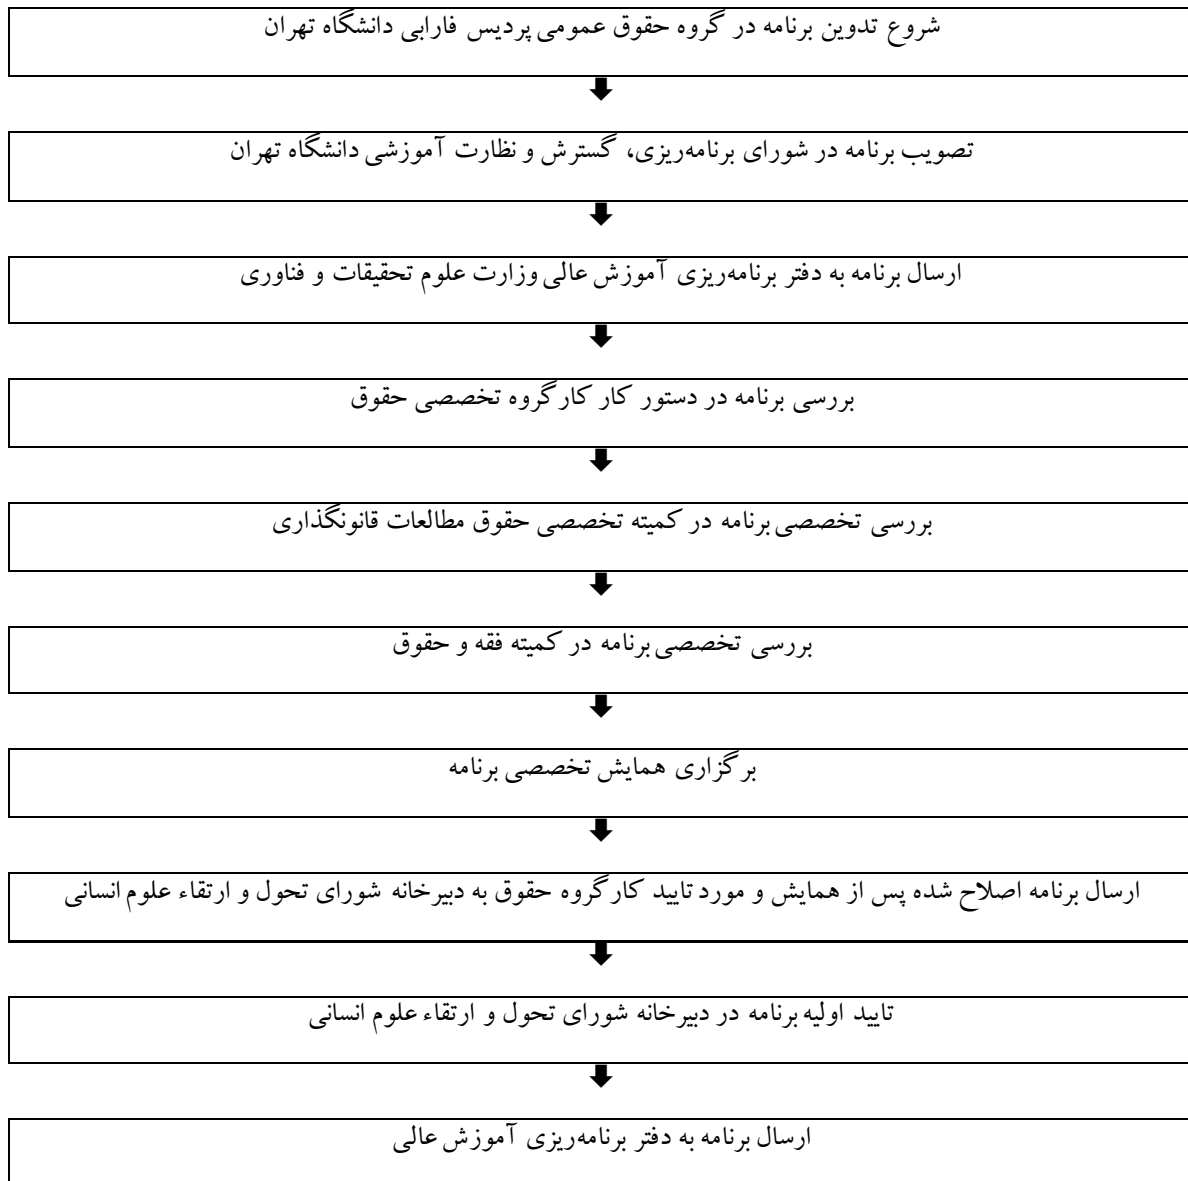 شروع تدوین برنامه در گروه حقوق عمومی پردیس فارابی دانشگاه تهران
تصویب برنامه در شورای برنامه‌ریزی، گسترش و نظارت آموزشی دانشگاه تهران
ارسال برنامه به دفتر برنامه‌ریزی آموزش عالی وزارت علوم تحقیقات و فناوری
بررسی برنامه در دستور کار کارگروه تخصصی حقوق
بررسی تخصصی برنامه در کمیته تخصصی حقوق مطالعات قانونگذاری
بررسی تخصصی برنامه در کمیته فقه و حقوق
برگزاری همایش تخصصی برنامه
ارسال برنامه اصلاح شده پس از همایش و مورد تایید کارگروه حقوق به دبیرخانه شورای تحول و ارتقاء علوم انسانی
تایید اولیه برنامه در دبیرخانه شورای تحول و ارتقاء علوم انسانی
ارسال برنامه به دفتر برنامه‌ریزی آموزش عالی